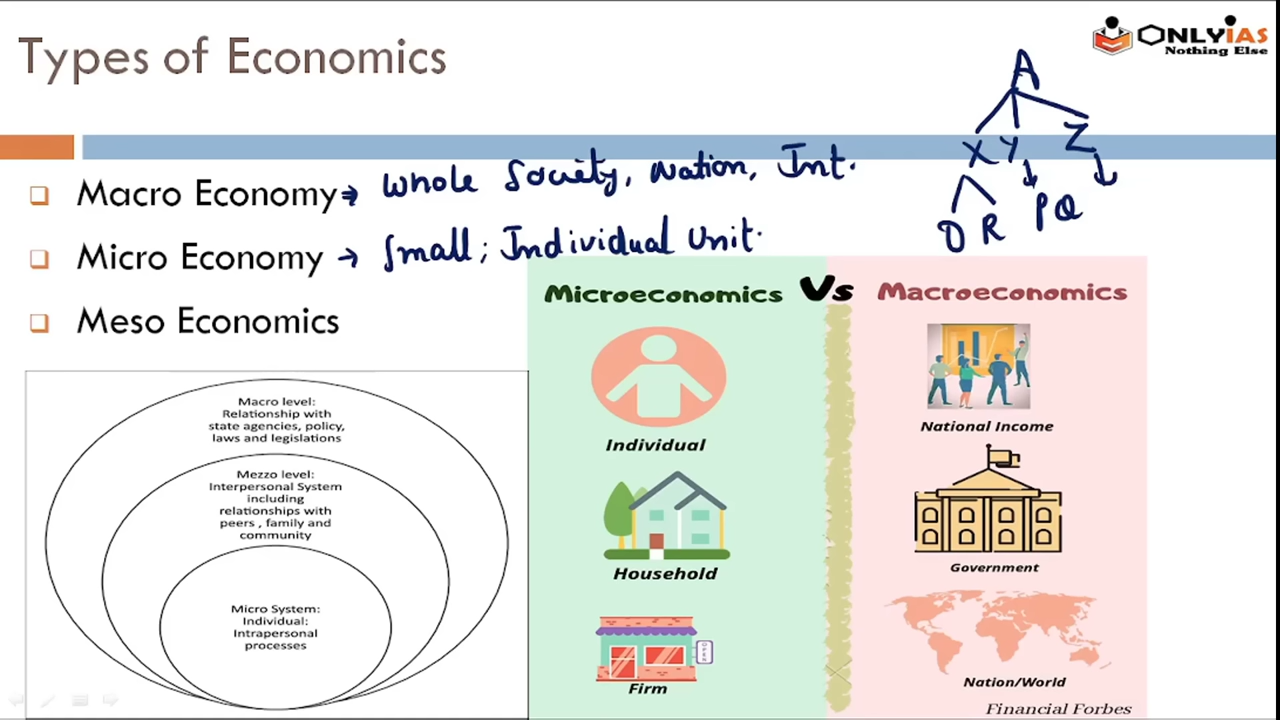 Types of Economics
ONLYIAS
Nothing Else
A
X Y Z
O R PQ
Macro Economy → Whole Society, Nation, Int.
Micro Economy → Small; Individual Unit.
Meso Economics
Macro level:
Relationship with
state agencies, policy,
laws and legislations
Mezzo level:
Interpersonal System
including
relationships with
peers , family and
community
Micro System:
Individual:
Intrapersonal
processes
Microeconomics Vs Macroeconomics
Individual
Household
OPEN
Firm
National Income
Government
Nation/World
Financial Forbes